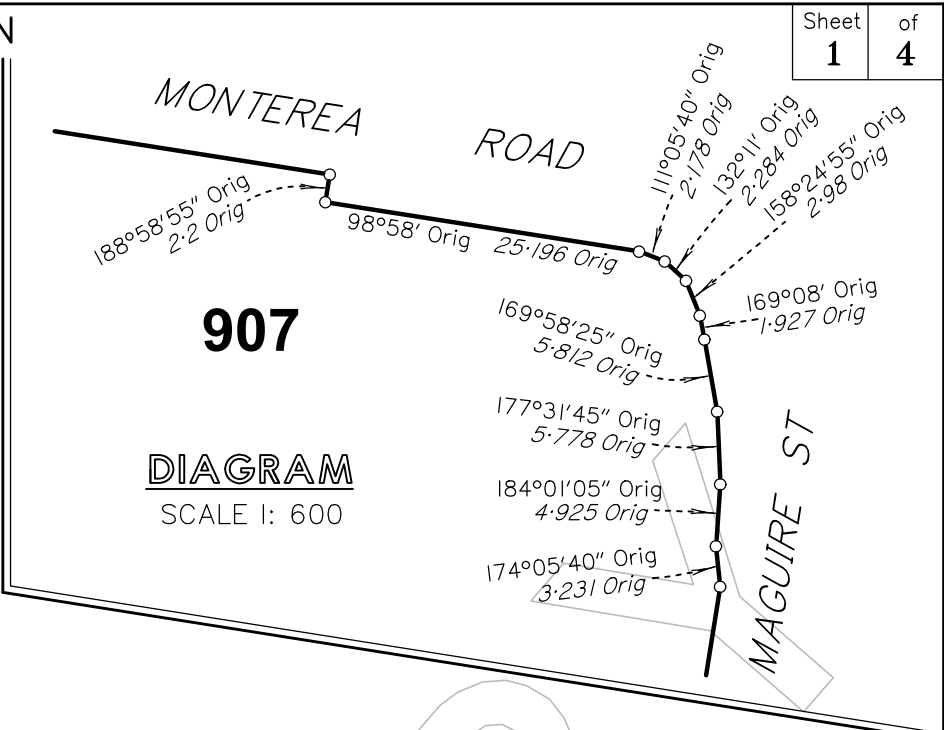 N
Sheet of
1 4
MONTEREA ROAD
188°58'55" Orig
2·2 Orig
98°58' Orig 25·196 Orig
111°05'40" Orig
2·178 Orig
132°11' Orig
2·284 Orig
158°24'55" Orig
2·98 Orig
169°08' Orig
1·927 Orig
907
169°58'25" Orig
5·812 Orig
177°31'45" Orig
5·778 Orig
184°01'05" Orig
4·925 Orig
174°05'40" Orig
3·231 Orig
DIAGRAM
SCALE 1: 600
MAGUIRE ST